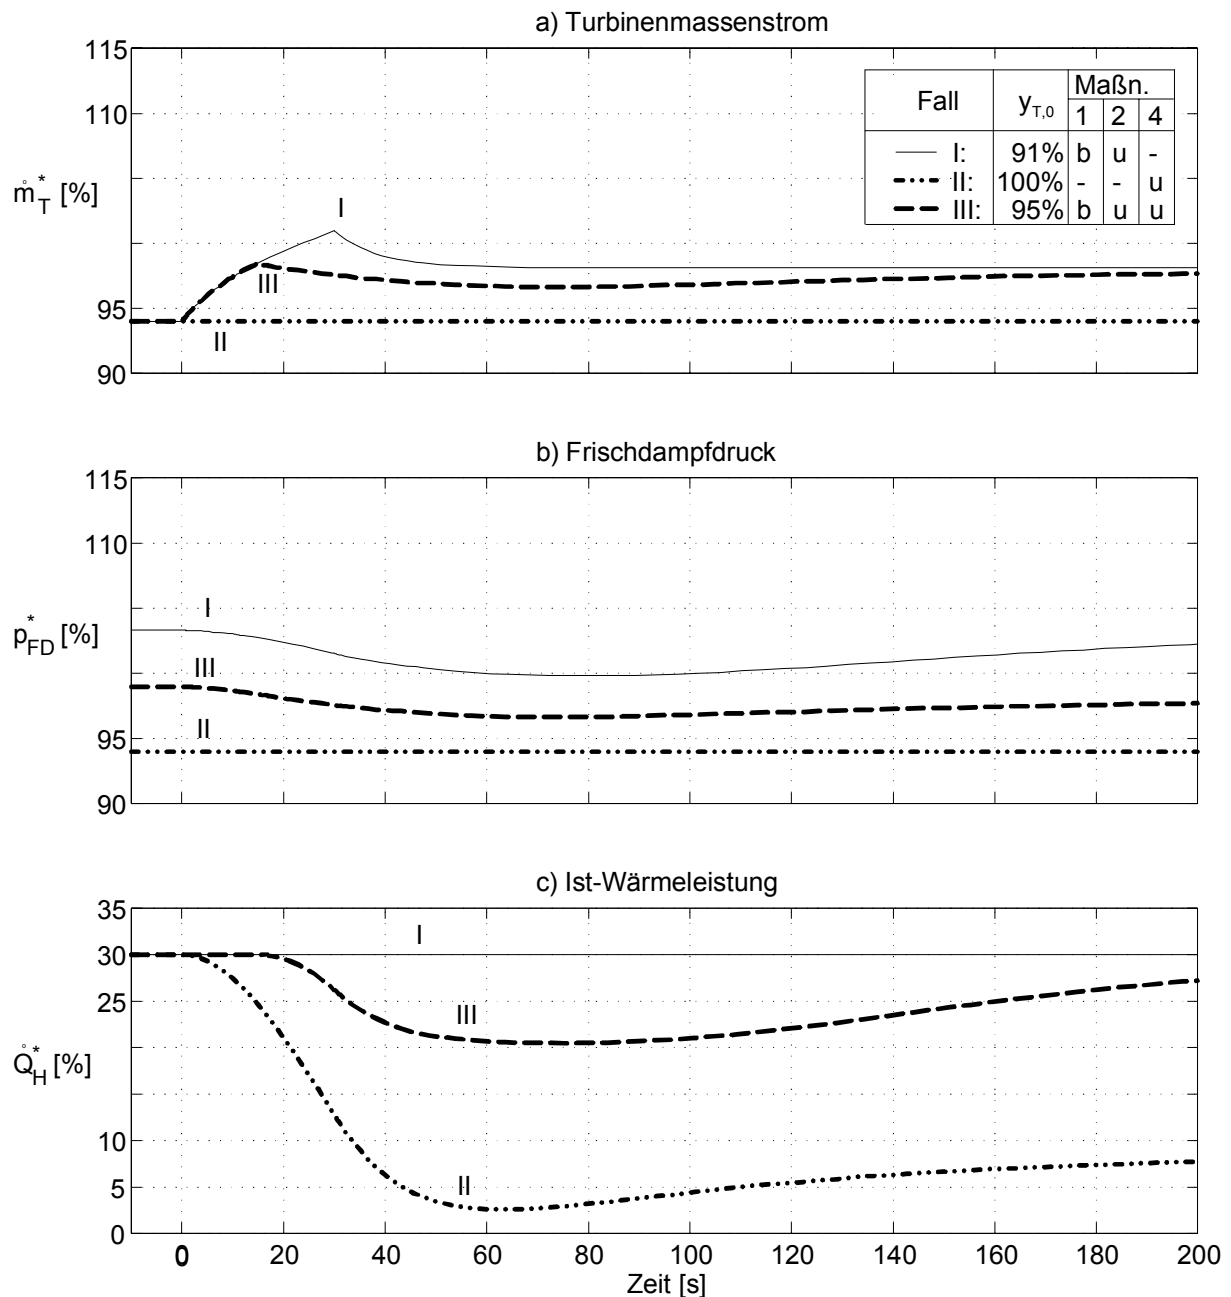 a) Turbinenmassenstrom
115
110
95
90
ṁ*T [%]
Fall yT,0 Maßn.
1 2 4
I: 91% b u -
II: 100% - - u
III: 95% b u u
I
III
II
b) Frischdampfdruck
115
110
95
90
p*FD [%]
I
III
II
c) Ist-Wärmeleistung
35
30
25
10
5
0
Q̊*H [%]
I
III
II
0 20 40 60 80 100 120 140 160 180 200
Zeit [s]